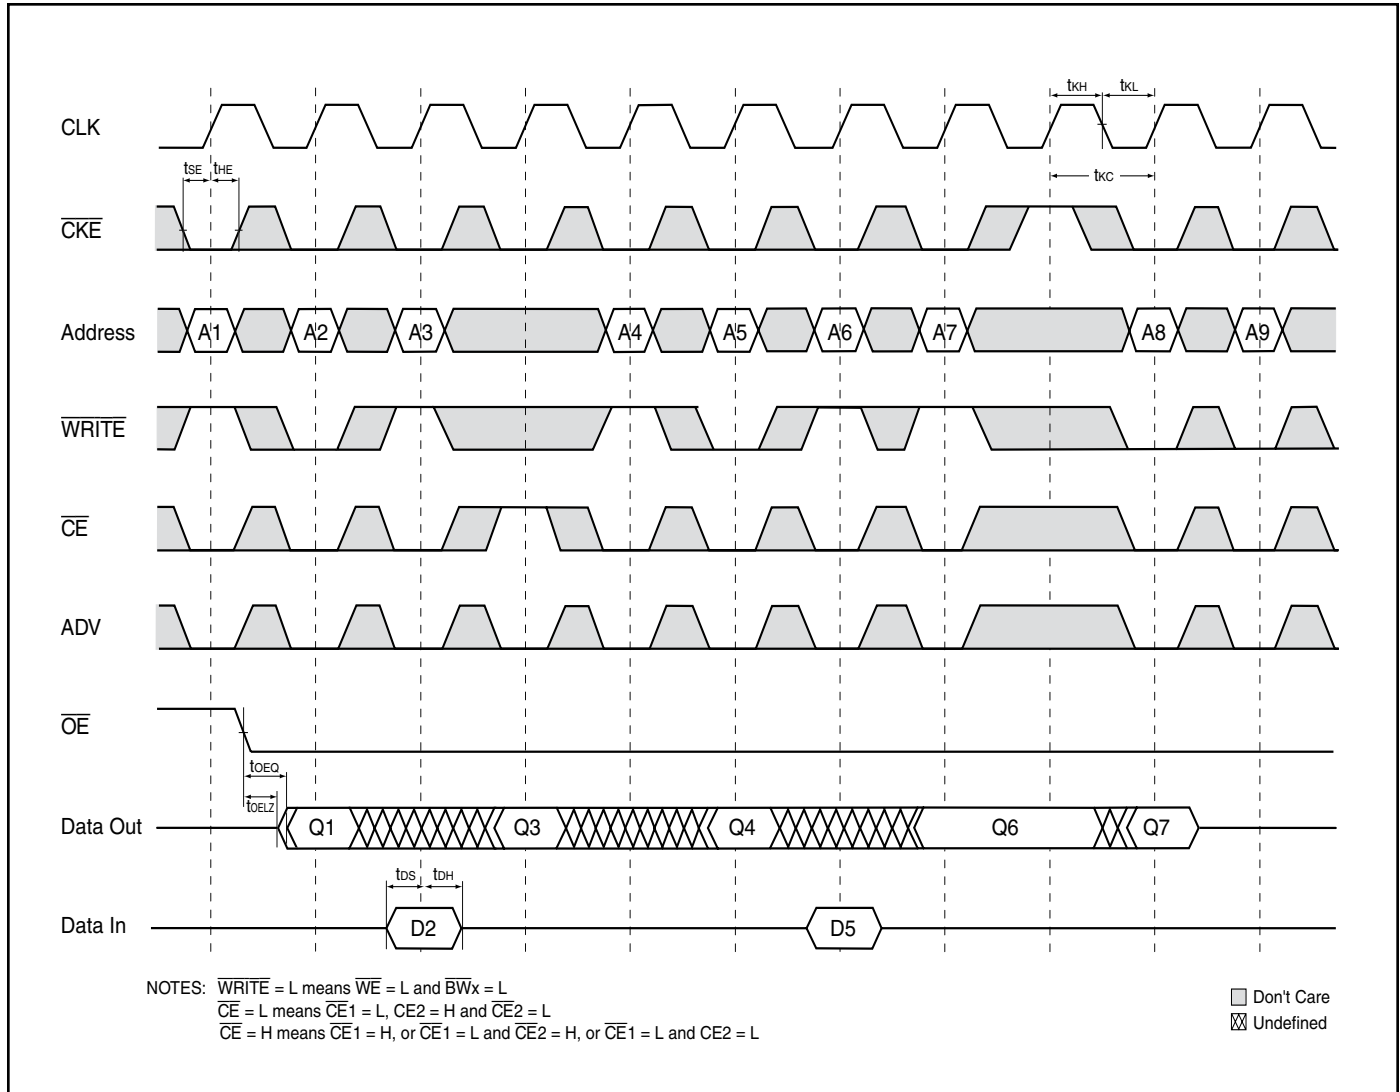 tKH tKL
CLK
tSE tHE
tKC
CKE
Address A1 A2 A3 A4 A5 A6 A7 A8 A9
WRITE
CE
ADV
OE
tOEQ
tOELZ
Data Out Q1 Q3 Q4 Q6 Q7
tDS tDH
Data In D2 D5
NOTES: WRITE = L means WE = L and BWx = L
CE = L means CE1 = L, CE2 = H and CE2 = L
CE = H means CE1 = H, or CE1 = L and CE2 = H, or CE1 = L and CE2 = L
Don't Care
Undefined